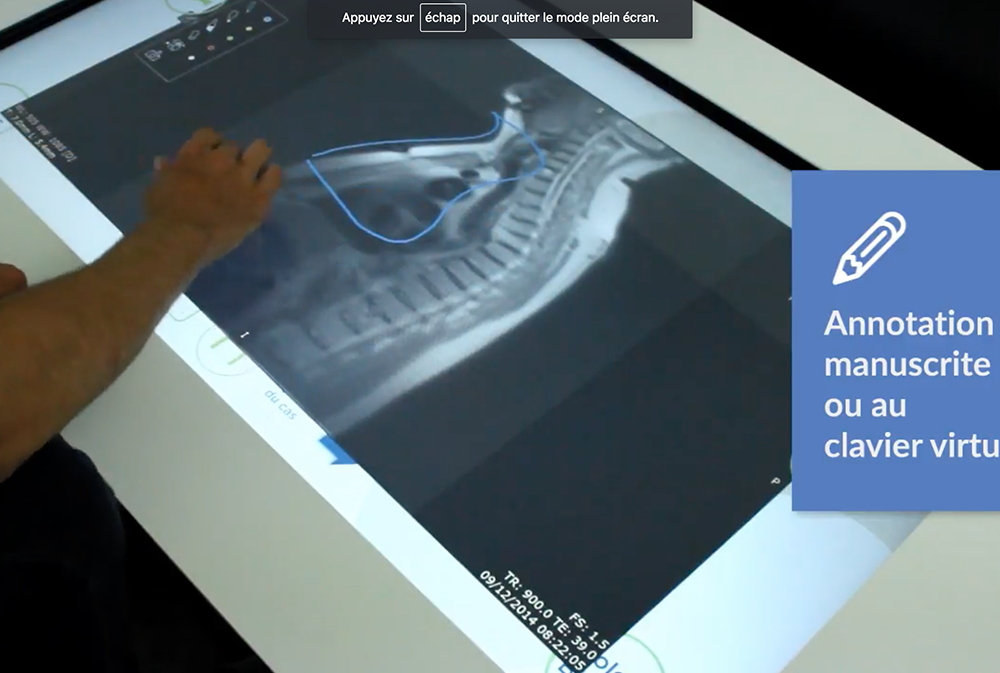 Appuyez sur échap pour quitter le mode plein écran.
Annotation
manuscrite
ou au
clavier virtu
I
du cas
P
FS: 1.5
TR: 900.0 TE: 39.0
09/12/2014 08:22:05